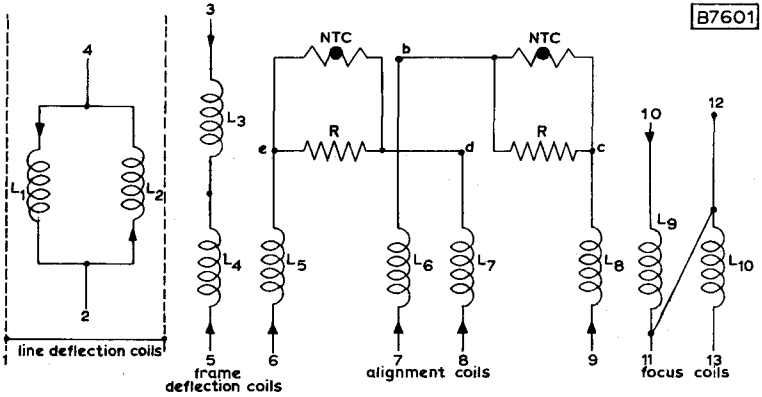 B7601
3
4
NTC
b
NTC
10
12
L3
R
R
e
d
c
L1
L2
L9
L4
L5
L6
L7
L8
L10
2
1
line deflection coils
5
6
7
8
9
11
13
frame
deflection coils
alignment coils
focus coils